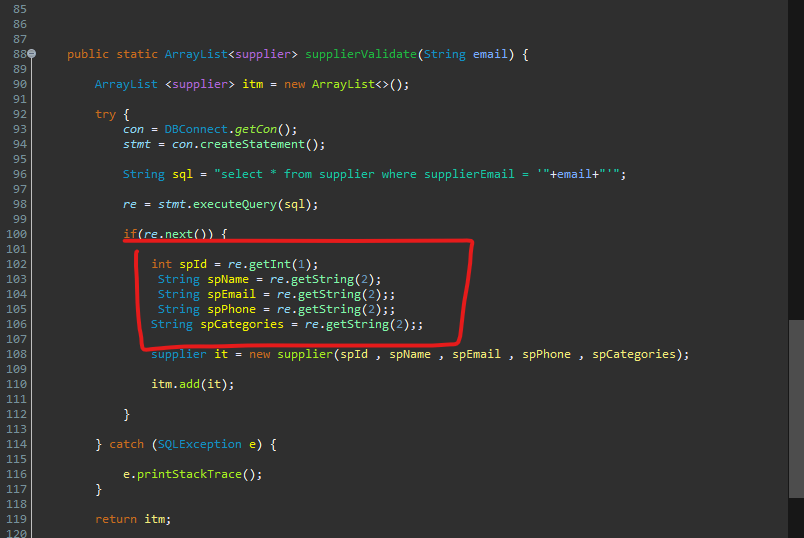 85
86
87
88 public static ArrayList<supplier> supplierValidate(String email) {
89
90 ArrayList <supplier> itm = new ArrayList<>();
91
92 try {
93 con = DBConnect.getCon();
94 stmt = con.createStatement();
95
96 String sql = "select * from supplier where supplierEmail = '"+email+"'";
97
98 re = stmt.executeQuery(sql);
99
100 if(re.next()) {
101
102 int spId = re.getInt(1);
103 String spName = re.getString(2);
104 String spEmail = re.getString(2);;
105 String spPhone = re.getString(2);;
106 String spCategories = re.getString(2);;
107
108 supplier it = new supplier(spId , spName , spEmail , spPhone , spCategories);
109
110 itm.add(it);
111
112 }
113
114 } catch (SQLException e) {
115
116 e.printStackTrace();
117 }
118
119 return itm;
120